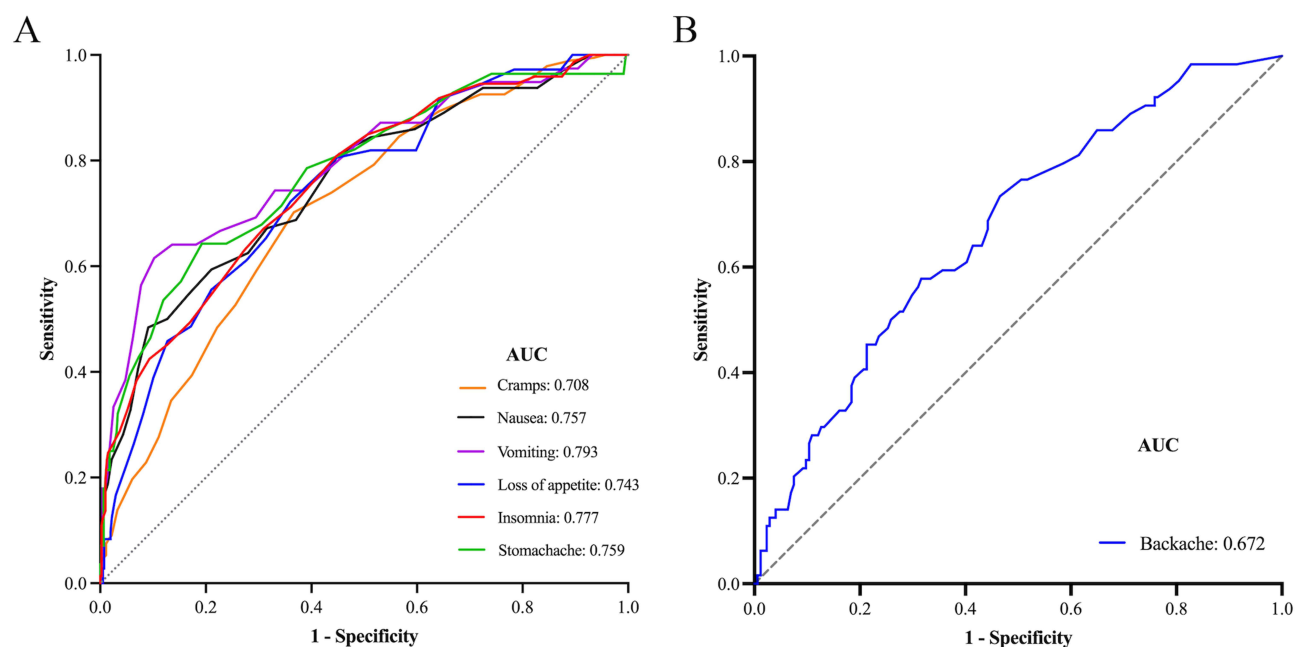 A
1.0
0.8
0.6
0.4
0.2
0.0
Sensitivity
0.0 0.2 0.4 0.6 0.8 1.0
1 - Specificity
AUC
Cramps: 0.708
Nausea: 0.757
Vomiting: 0.793
Loss of appetite: 0.743
Insomnia: 0.777
Stomachache: 0.759
B
1.0
0.8
0.6
0.4
0.2
0.0
Sensitivity
0.0 0.2 0.4 0.6 0.8 1.0
1 - Specificity
AUC
Backache: 0.672